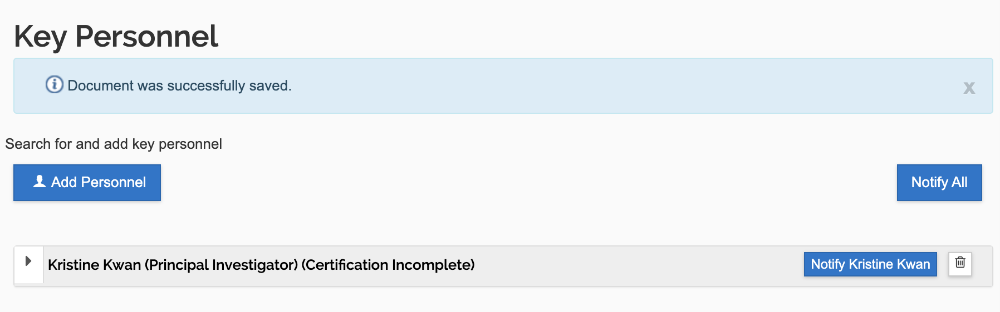 Key Personnel
Document was successfully saved.
x
Search for and add key personnel
Add Personnel
Notify All
Kristine Kwan (Principal Investigator) (Certification Incomplete)
Notify Kristine Kwan